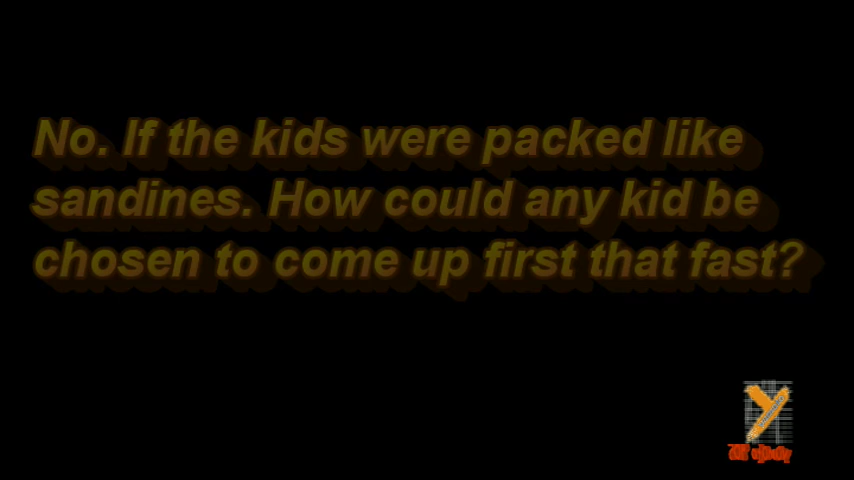 No. If the kids were packed like
sandines. How could any kid be
chosen to come up first that fast?
Y